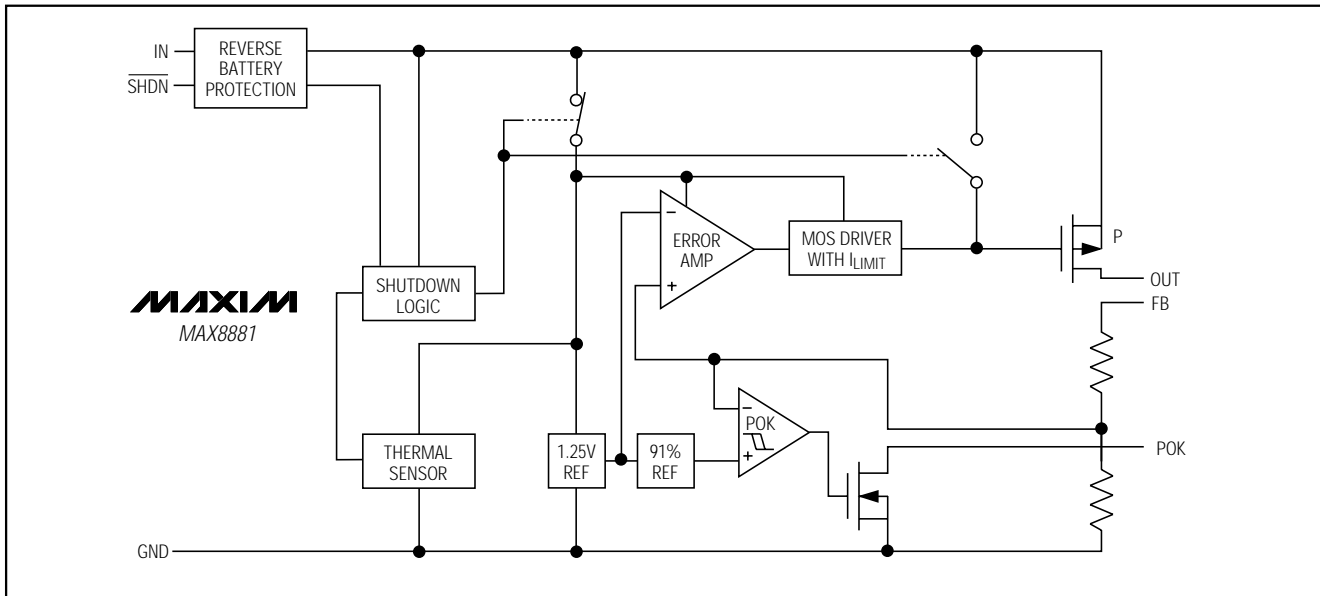 IN
SHDN
REVERSE
BATTERY
PROTECTION
P
ERROR
AMP
−
+
MOS DRIVER
WITH ILIMIT
OUT
FB
SHUTDOWN
LOGIC
MAXIM
MAX8881
THERMAL
SENSOR
1.25V
REF
91%
REF
−
POK
+
POK
GND